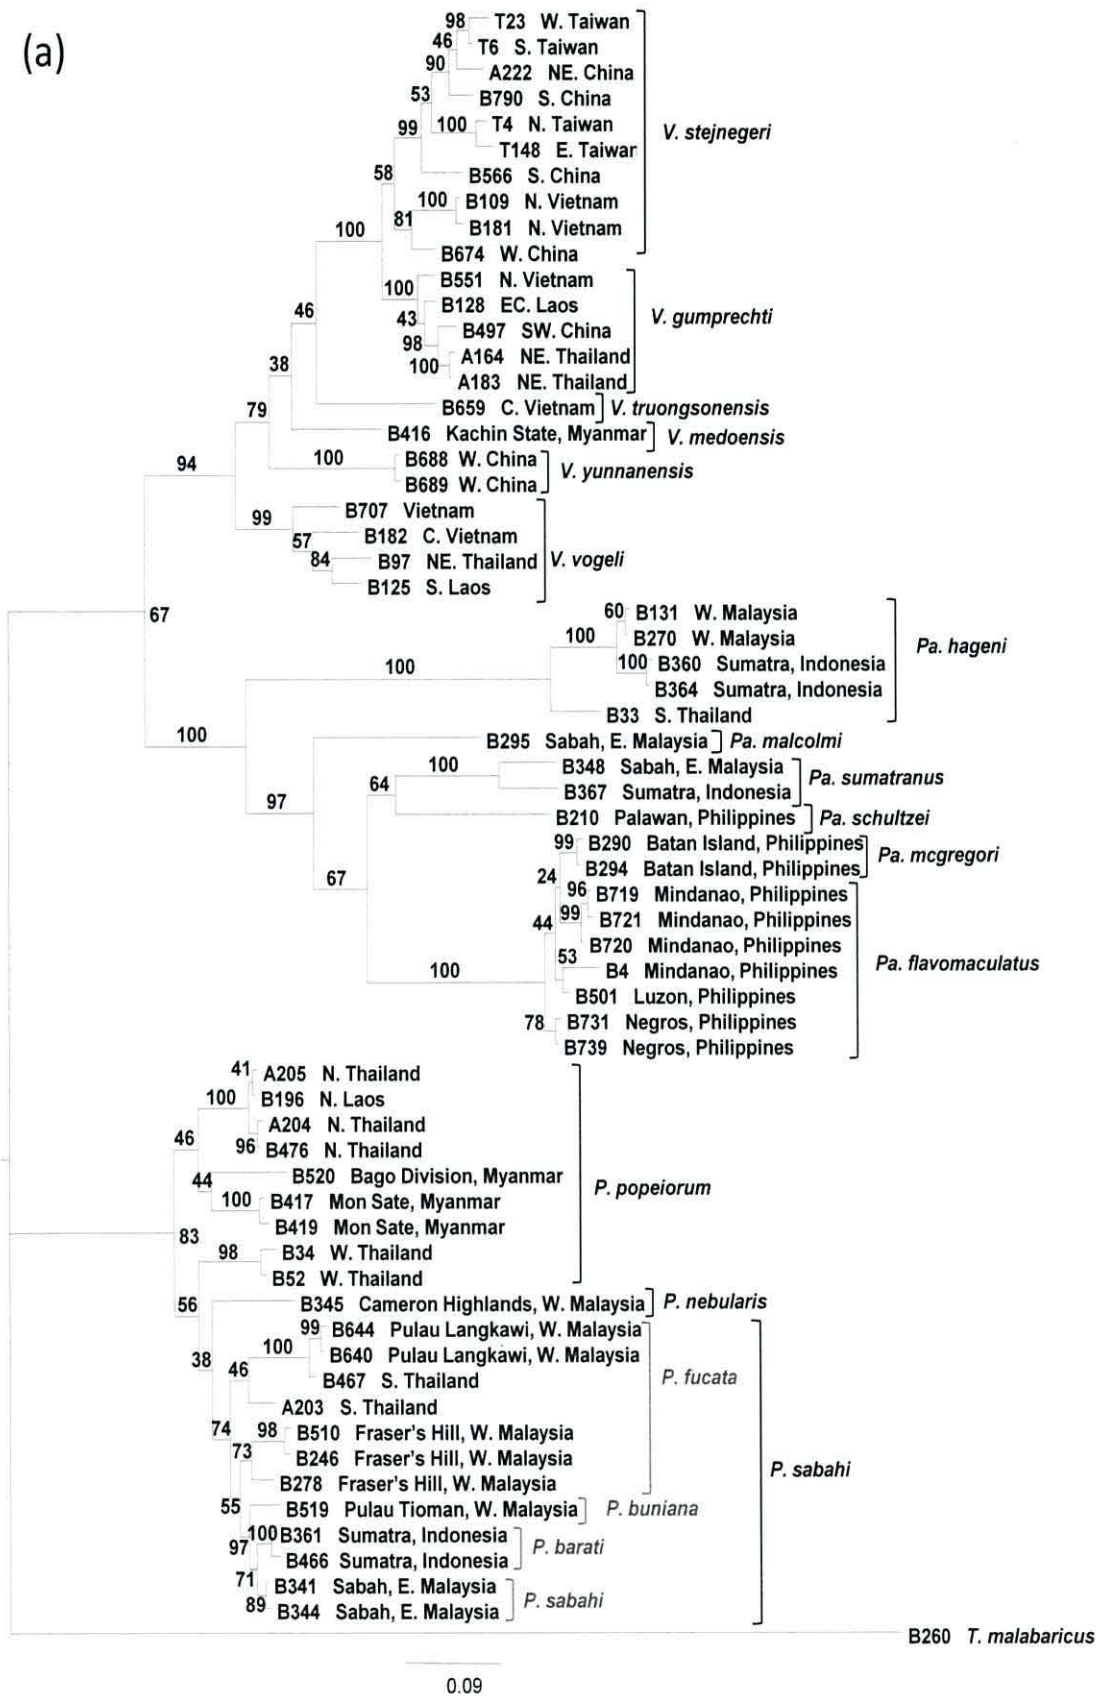 (a)
98 T23 W. Taiwan
46 T6 S. Taiwan
90 A222 NE. China
53 B790 S. China
99 100 T4 N. Taiwan
T148 E. Taiwar
V. stejnegeri
58 B566 S. China
100 B109 N. Vietnam
81 B181 N. Vietnam
100 B674 W. China
100 B551 N. Vietnam
46 43 B128 EC. Laos
V. gumprechti
98 B497 SW. China
38 100 A164 NE. Thailand
A183 NE. Thailand
79 B659 C. Vietnam V. truongsonensis
B416 Kachin State, Myanmar V. medoensis
94 100 B688 W. China
B689 W. China
V. yunnanensis
99 B707 Vietnam
57 B182 C. Vietnam
84 B97 NE. Thailand V. vogeli
B125 S. Laos
67 60 B131 W. Malaysia
100 B270 W. Malaysia
Pa. hageni
100 100 B360 Sumatra, Indonesia
B364 Sumatra, Indonesia
B33 S. Thailand
100 B295 Sabah, E. Malaysia Pa. malcolmi
100 B348 Sabah, E. Malaysia
Pa. sumatranus
64 B367 Sumatra, Indonesia
97 B210 Palawan, Philippines Pa. schultzei
99 B290 Batan Island, Philippines
Pa. mcgregori
67 24 B294 Batan Island, Philippines
96 B719 Mindanao, Philippines
44 99 B721 Mindanao, Philippines
B720 Mindanao, Philippines
53 B4 Mindanao, Philippines Pa. flavomaculatus
100 B501 Luzon, Philippines
78 B731 Negros, Philippines
B739 Negros, Philippines
41 A205 N. Thailand
100 B196 N. Laos
46 A204 N. Thailand
96 B476 N. Thailand
44 B520 Bago Division, Myanmar
P. popeiorum
100 B417 Mon Sate, Myanmar
83 B419 Mon Sate, Myanmar
98 B34 W. Thailand
B52 W. Thailand
56 B345 Cameron Highlands, W. Malaysia P. nebularis
99 B644 Pulau Langkawi, W. Malaysia
38 100 B640 Pulau Langkawi, W. Malaysia
46 B467 S. Thailand P. fucata
A203 S. Thailand
74 98 B510 Fraser's Hill, W. Malaysia
73 B246 Fraser's Hill, W. Malaysia
P. sabahi
B278 Fraser's Hill, W. Malaysia
55 B519 Pulau Tioman, W. Malaysia P. buniana
97 100 B361 Sumatra, Indonesia
P. barati
B466 Sumatra, Indonesia
71 B341 Sabah, E. Malaysia
P. sabahi
89 B344 Sabah, E. Malaysia
B260 T. malabaricus
0.09